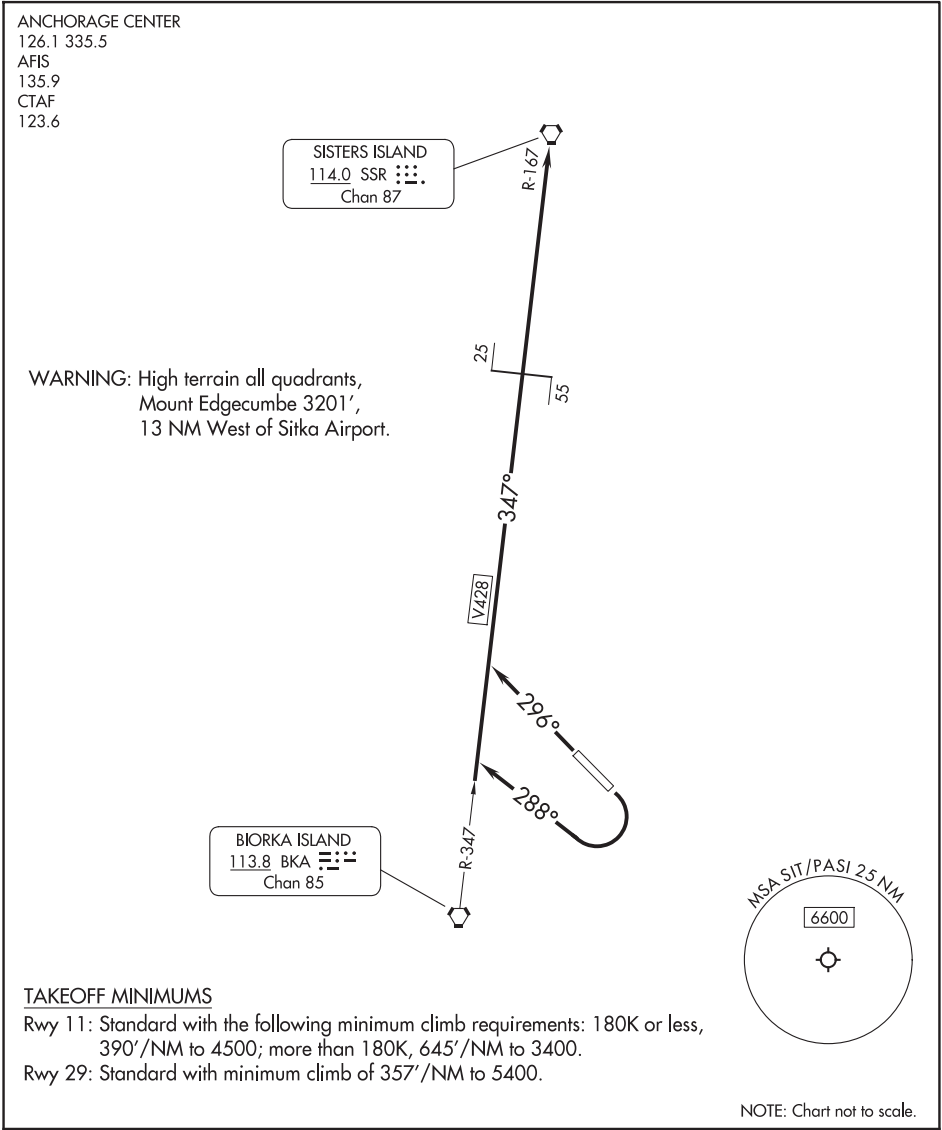 ANCHORAGE CENTER
126.1 335.5
AFIS
135.9
CTAF
123.6
SISTERS ISLAND
114.0 SSR
Chan 87
R-167
25
55
WARNING: High terrain all quadrants,
Mount Edgecumbe 3201',
13 NM West of Sitka Airport.
347°
V428
296°
288°
R-347
BIORKA ISLAND
113.8 BKA
Chan 85
MSA SIT/PASI 25 NM
6600
TAKEOFF MINIMUMS
Rwy 11: Standard with the following minimum climb requirements: 180K or less,
390'/NM to 4500; more than 180K, 645'/NM to 3400.
Rwy 29: Standard with minimum climb of 357'/NM to 5400.
NOTE: Chart not to scale.